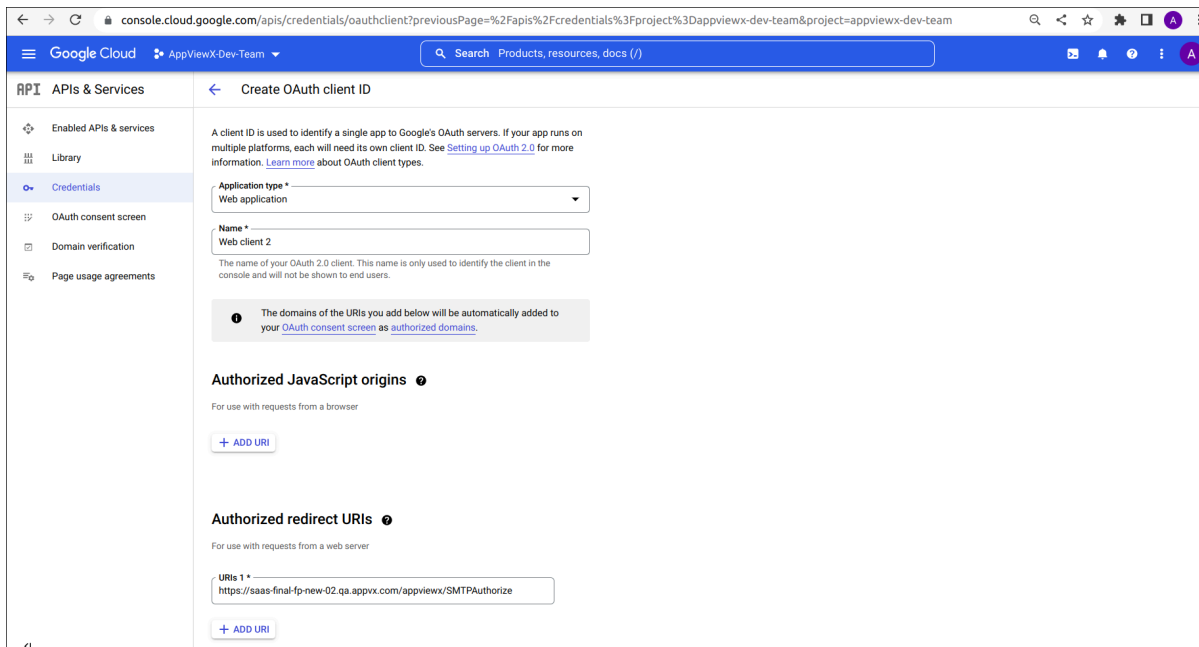 console.cloud.google.com/apis/credentials/oauthclient?previousPage=%2Fapis%2Fcredentials%3Fproject%3Dappviewx-dev-team&project=appviewx-dev-team
A
Google Cloud
AppViewX-Dev-Team
Search Products, resources, docs (/)
A
API APIs & Services
Create OAuth client ID
Enabled APIs & services
Library
Credentials
OAuth consent screen
Domain verification
Page usage agreements
A client ID is used to identify a single app to Google's OAuth servers. If your app runs on
multiple platforms, each will need its own client ID. See Setting up OAuth 2.0 for more
information. Learn more about OAuth client types.
Application type *
Web application
Name *
Web client 2
The name of your OAuth 2.0 client. This name is only used to identify the client in the
console and will not be shown to end users.
The domains of the URIs you add below will be automatically added to
your OAuth consent screen as authorized domains.
Authorized JavaScript origins
For use with requests from a browser
+ ADD URI
Authorized redirect URIs
For use with requests from a web server
URIs 1 *
https://saas-final-fp-new-02.qa.appvx.com/appviewx/SMTPAuthorize
+ ADD URI